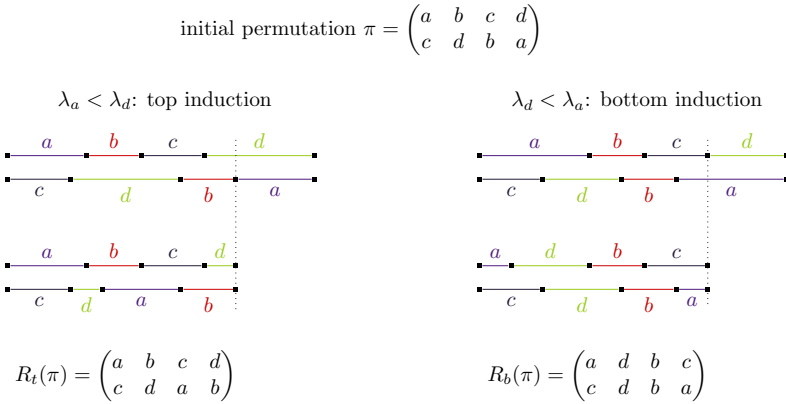 initial permutation π = (a b c d
c d b a)
λ_a < λ_d: top induction
a b c d
c d b a
a b c d
c d a b
R_t(π) = (a b c d
c d a b)
λ_d < λ_a: bottom induction
a b c d
c d b a
a d b c
c d b a
R_b(π) = (a d b c
c d b a)